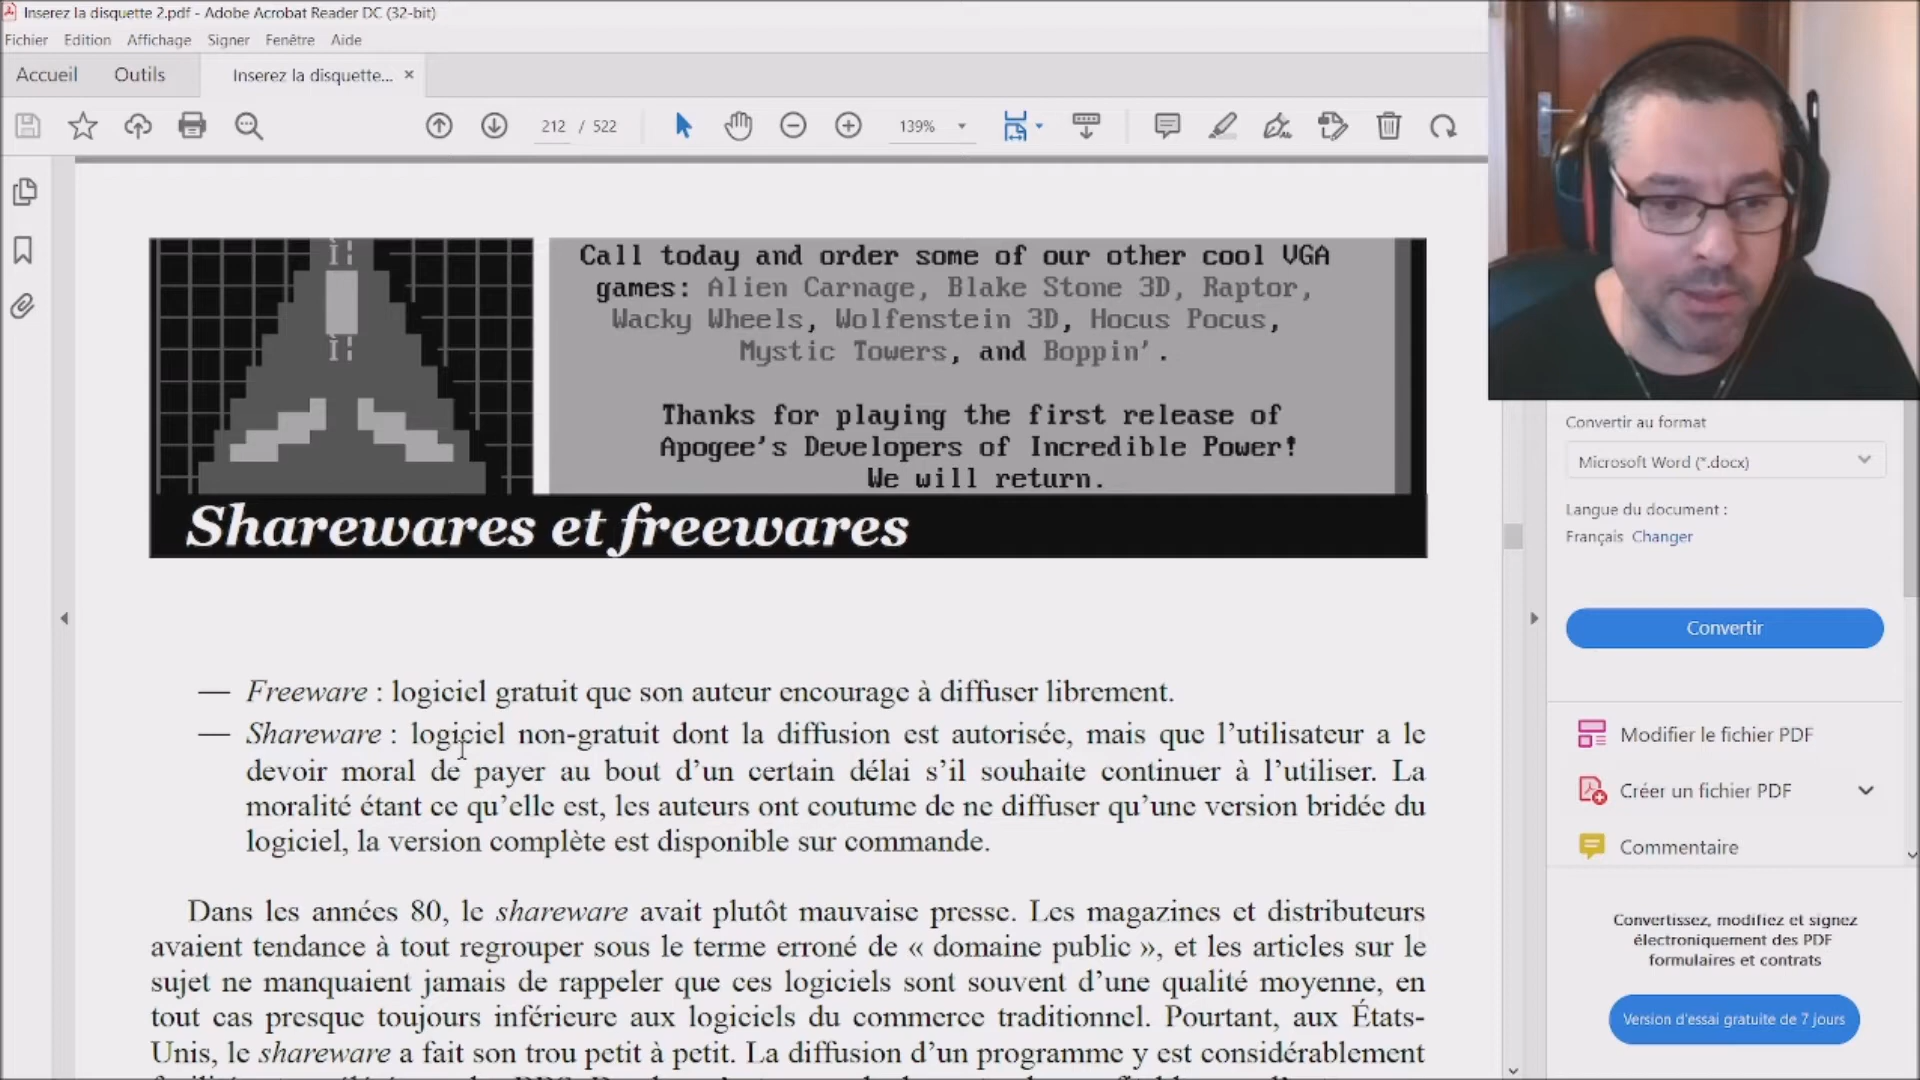 Inserez la disquette 2.pdf - Adobe Acrobat Reader DC (32-bit)
Fichier Edition Affichage Signer Fenêtre Aide
Accueil Outils Inserez la disquette... ×
212 / 522 139%
Call today and order some of our other cool VGA
games: Alien Carnage, Blake Stone 3D, Raptor,
Wacky Wheels, Wolfenstein 3D, Hocus Pocus,
Mystic Towers, and Boppin'.
Thanks for playing the first release of
Apogee's Developers of Incredible Power!
We will return.
Sharewares et freewares
— Freeware : logiciel gratuit que son auteur encourage à diffuser librement.
— Shareware : logiciel non-gratuit dont la diffusion est autorisée, mais que l’utilisateur a le
devoir moral de payer au bout d’un certain délai s’il souhaite continuer à l’utiliser. La
moralité étant ce qu’elle est, les auteurs ont coutume de ne diffuser qu’une version bridée du
logiciel, la version complète est disponible sur commande.
Dans les années 80, le shareware avait plutôt mauvaise presse. Les magazines et distributeurs
avaient tendance à tout regrouper sous le terme erroné de « domaine public », et les articles sur le
sujet ne manquaient jamais de rappeler que ces logiciels sont souvent d’une qualité moyenne, en
tout cas presque toujours inférieure aux logiciels du commerce traditionnel. Pourtant, aux États-
Unis, le shareware a fait son trou petit à petit. La diffusion d’un programme y est considérablement
Convertir au format
Microsoft Word (*.docx)
Langue du document :
Français Changer
Convertir
Modifier le fichier PDF
Créer un fichier PDF
Commentaire
Convertissez, modifiez et signez
électroniquement des PDF
formulaires et contrats
Version d'essai gratuite de 7 jours